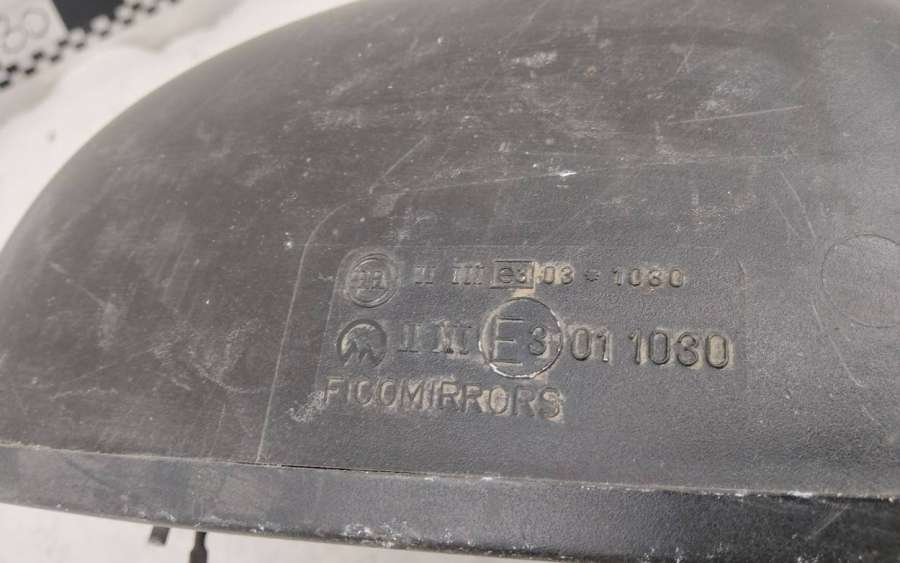 II III e3 03 * 1030
II III E3 01 1030
FICOMIRRORS